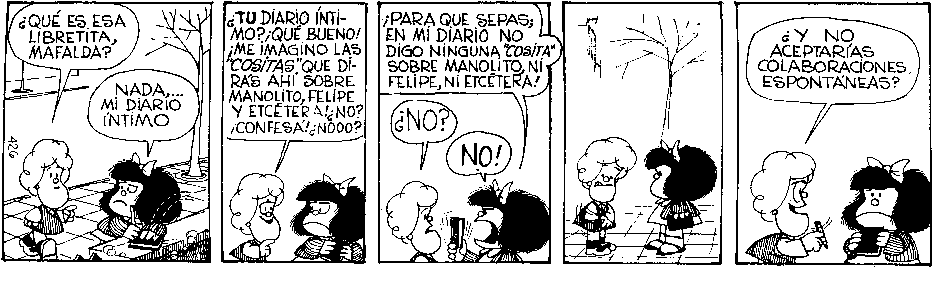 ¿QUÉ ES ESA
LIBRETITA,
MAFALDA?
NADA,...
MI DIARIO
ÍNTIMO
426
¿TU DIARIO ÍNTI-
MO? ¡QUÉ BUENO!
¡ME IMAGINO LAS
"COSITAS" QUE DI-
RÁS AHÍ SOBRE
MANOLITO, FELIPE
Y ETCÉTERA! ¿NO?
¡CONFESA! ¿NOOO?
¡PARA QUE SEPAS;
EN MI DIARIO NO
DIGO NINGUNA "COSITA"
SOBRE MANOLITO, NI
FELIPE, NI ETCÉTERA!
¿NO?
NO!
¿Y NO
ACEPTARÍAS
COLABORACIONES
ESPONTÁNEAS?